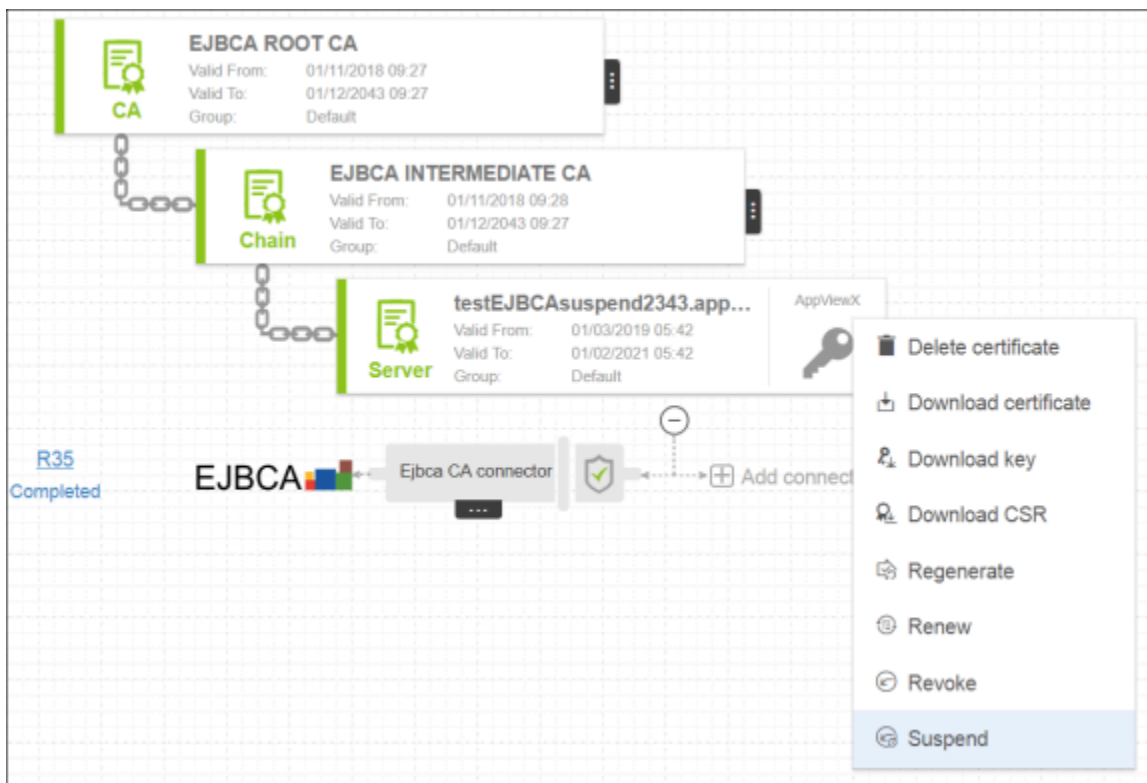 EJBCA ROOT CA
Valid From: 01/11/2018 09:27
Valid To: 01/12/2043 09:27
Group: Default
CA
EJBCA INTERMEDIATE CA
Valid From: 01/11/2018 09:28
Valid To: 01/12/2043 09:27
Group: Default
Chain
testEJBCAsuspend2343.app...
Valid From: 01/03/2019 05:42
Valid To: 01/02/2021 05:42
Group: Default
Server
AppViewX
R35
Completed
EJBCA
Ejbca CA connector
Add connect
Delete certificate
Download certificate
Download key
Download CSR
Regenerate
Renew
Revoke
Suspend